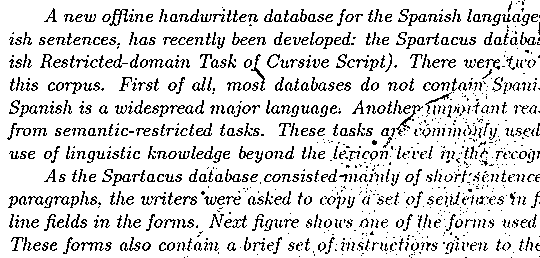 A new offline handwritten database for the Spanish language
ish sentences, has recently been developed: the Spartacus databas
ish Restricted-domain Task of Cursive Script). There were two
this corpus. First of all, most databases do not contain Spani
Spanish is a widespread major language. Another important rea
from semantic-restricted tasks. These tasks are commonly used
use of linguistic knowledge beyond the lexicon level in the recogn
As the Spartacus database consisted mainly of short sentence
paragraphs, the writers were asked to copy a set of sentences in f
line fields in the forms. Next figure shows one of the forms used
These forms also contain a brief set of instructions given to the